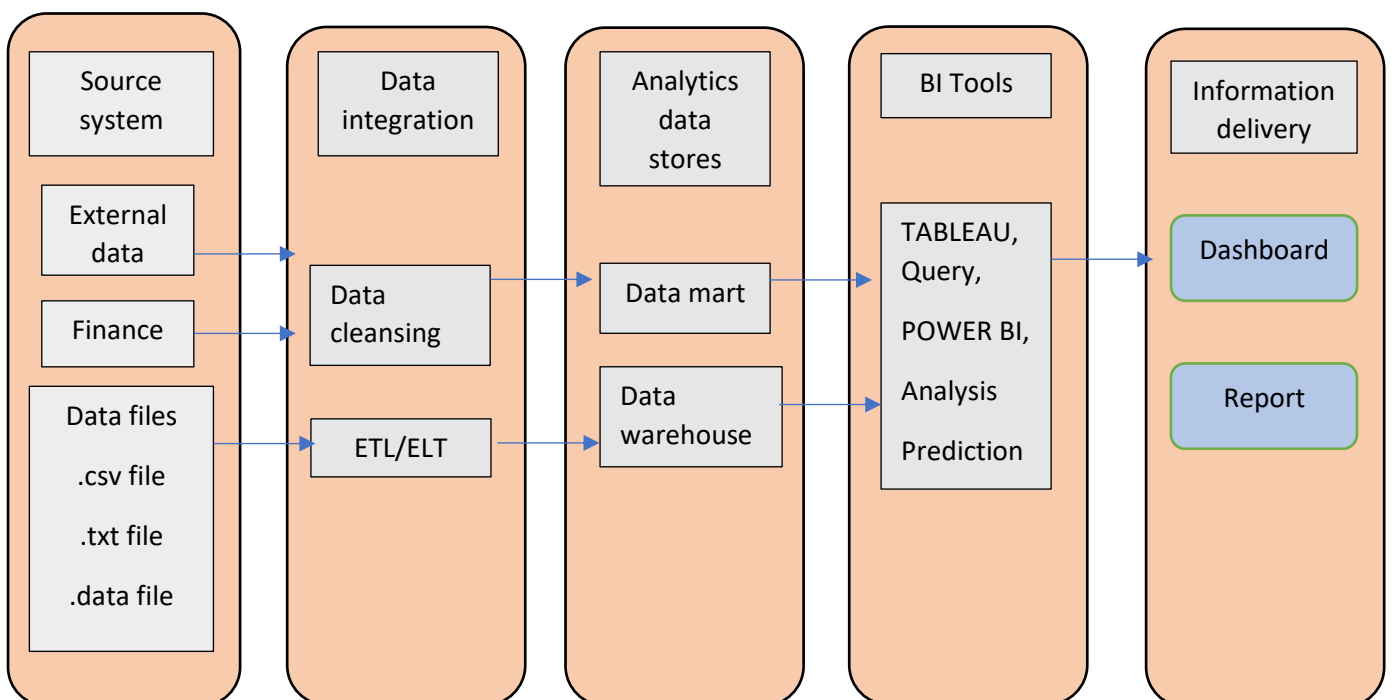 Source
system
External
data
Finance
Data files
.csv file
.txt file
.data file
Data
integration
Data
cleansing
ETL/ELT
Analytics
data
stores
Data mart
Data
warehouse
BI Tools
TABLEAU,
Query,
POWER BI,
Analysis
Prediction
Information
delivery
Dashboard
Report